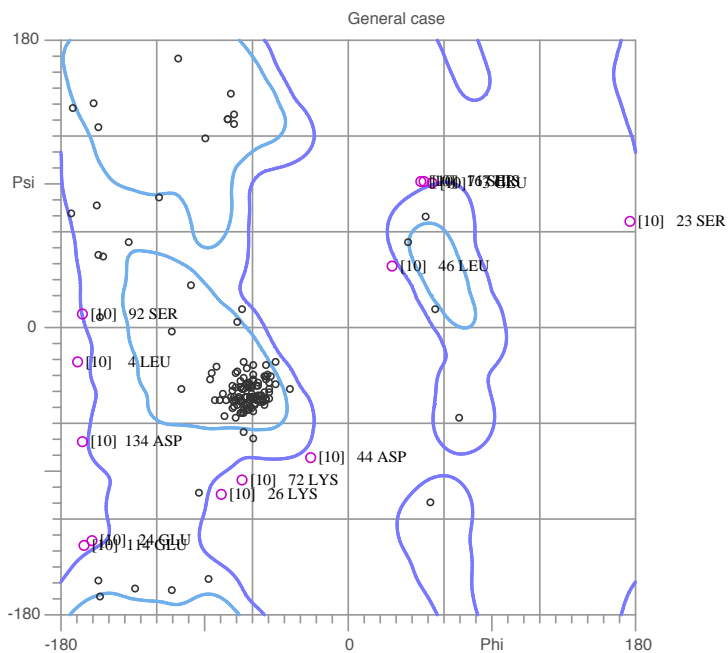 General case
180
Psi
[10] 23 SER
[10] 46 LEU
[10] 92 SER
0
[10] 4 LEU
[10] 134 ASP
[10] 44 ASP
[10] 72 LYS
[10] 26 LYS
[10] 24 GLU
[10] 114 GLU
-180
-180
0
Phi
180